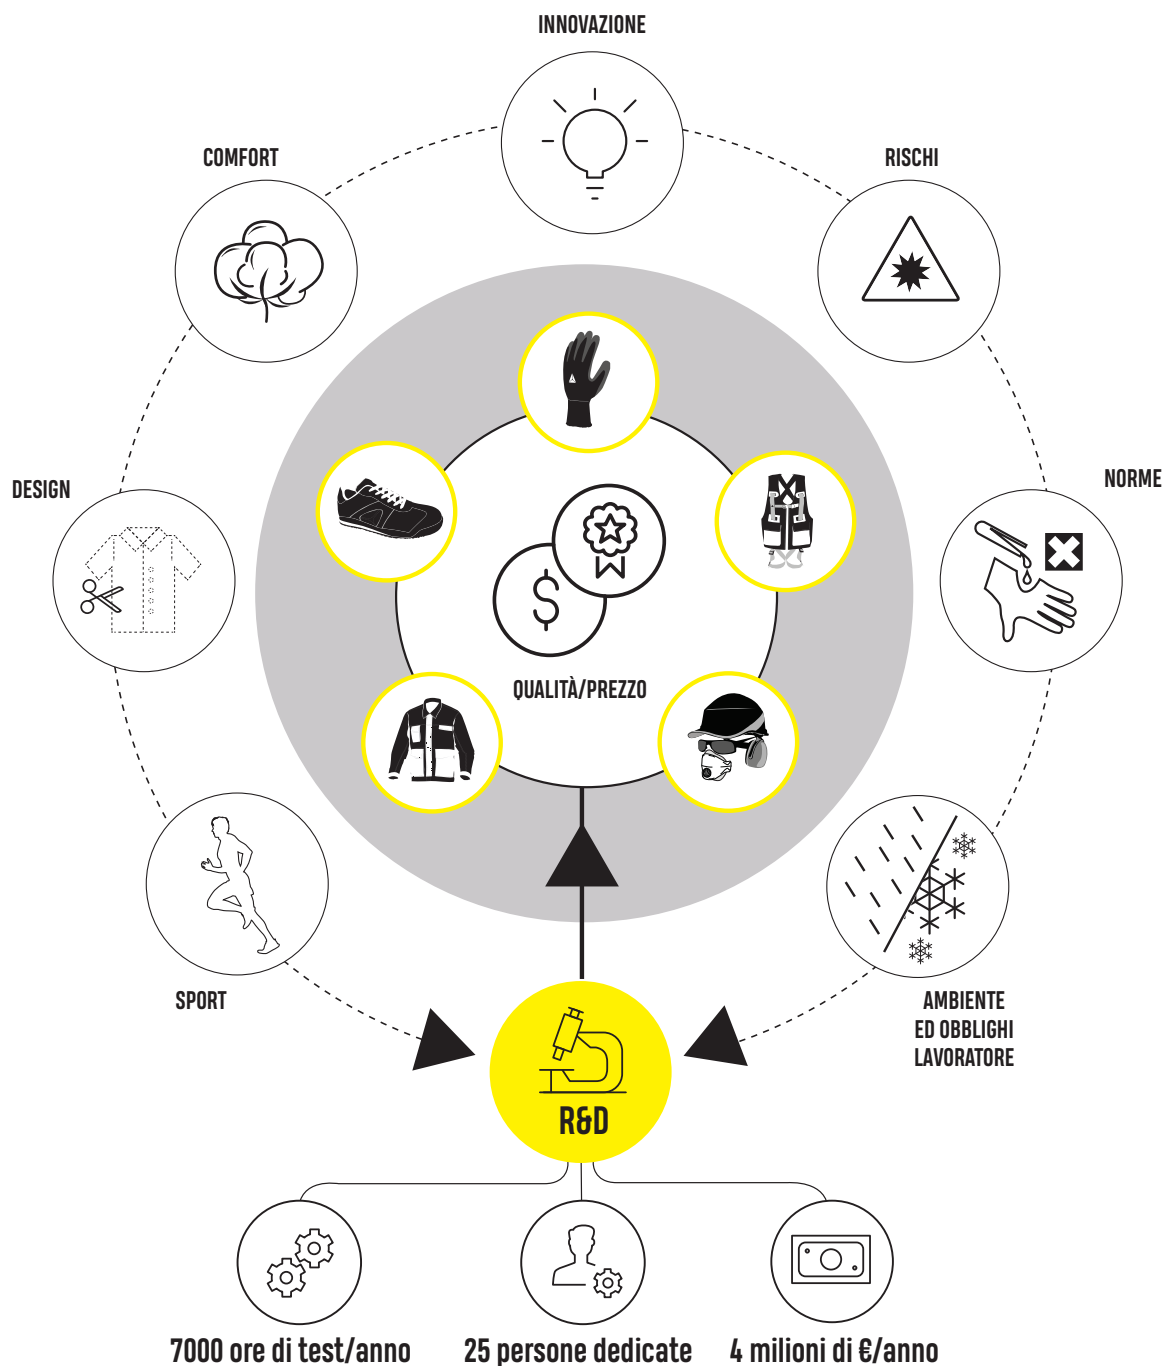 INNOVAZIONE
COMFORT
RISCHI
DESIGN
NORME
$
QUALITÀ/PREZZO
SPORT
AMBIENTE
ED OBBLIGHI
LAVORATORE
R&D
7000 ore di test/anno
25 persone dedicate
4 milioni di €/anno